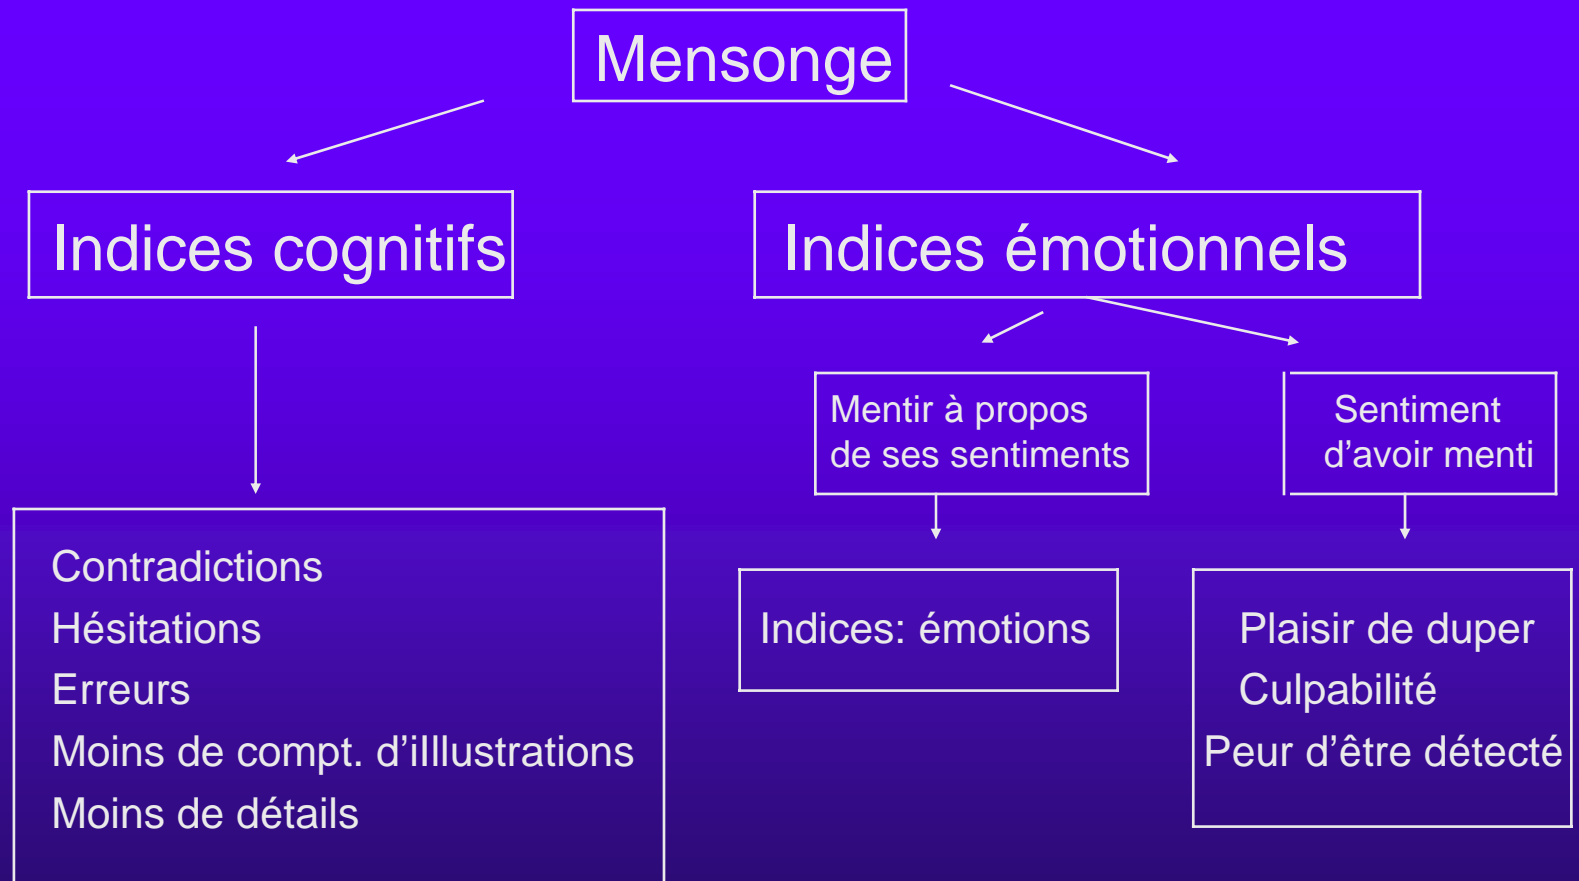 Mensonge
Indices cognitifs
Indices émotionnels
Mentir à propos
de ses sentiments
Sentiment
d’avoir menti
Contradictions
Hésitations
Erreurs
Moins de compt. d’iIllustrations
Moins de détails
Indices: émotions
Plaisir de duper
Culpabilité
Peur d’être détecté